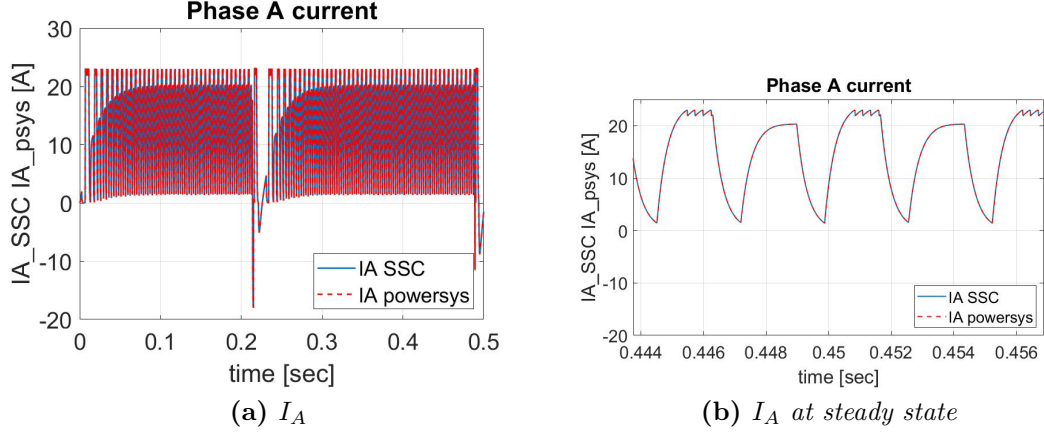 Phase A current
30
20
10
0
-10
-20
IA_SSC IA_psys [A]
IA SSC
IA powersys
0 0.1 0.2 0.3 0.4 0.5
time [sec]
(a) I_A
Phase A current
20
10
0
-10
-20
IA_SSC IA_psys [A]
IA SSC
IA powersys
0.444 0.446 0.448 0.45 0.452 0.454 0.456
time [sec]
(b) I_A at steady state